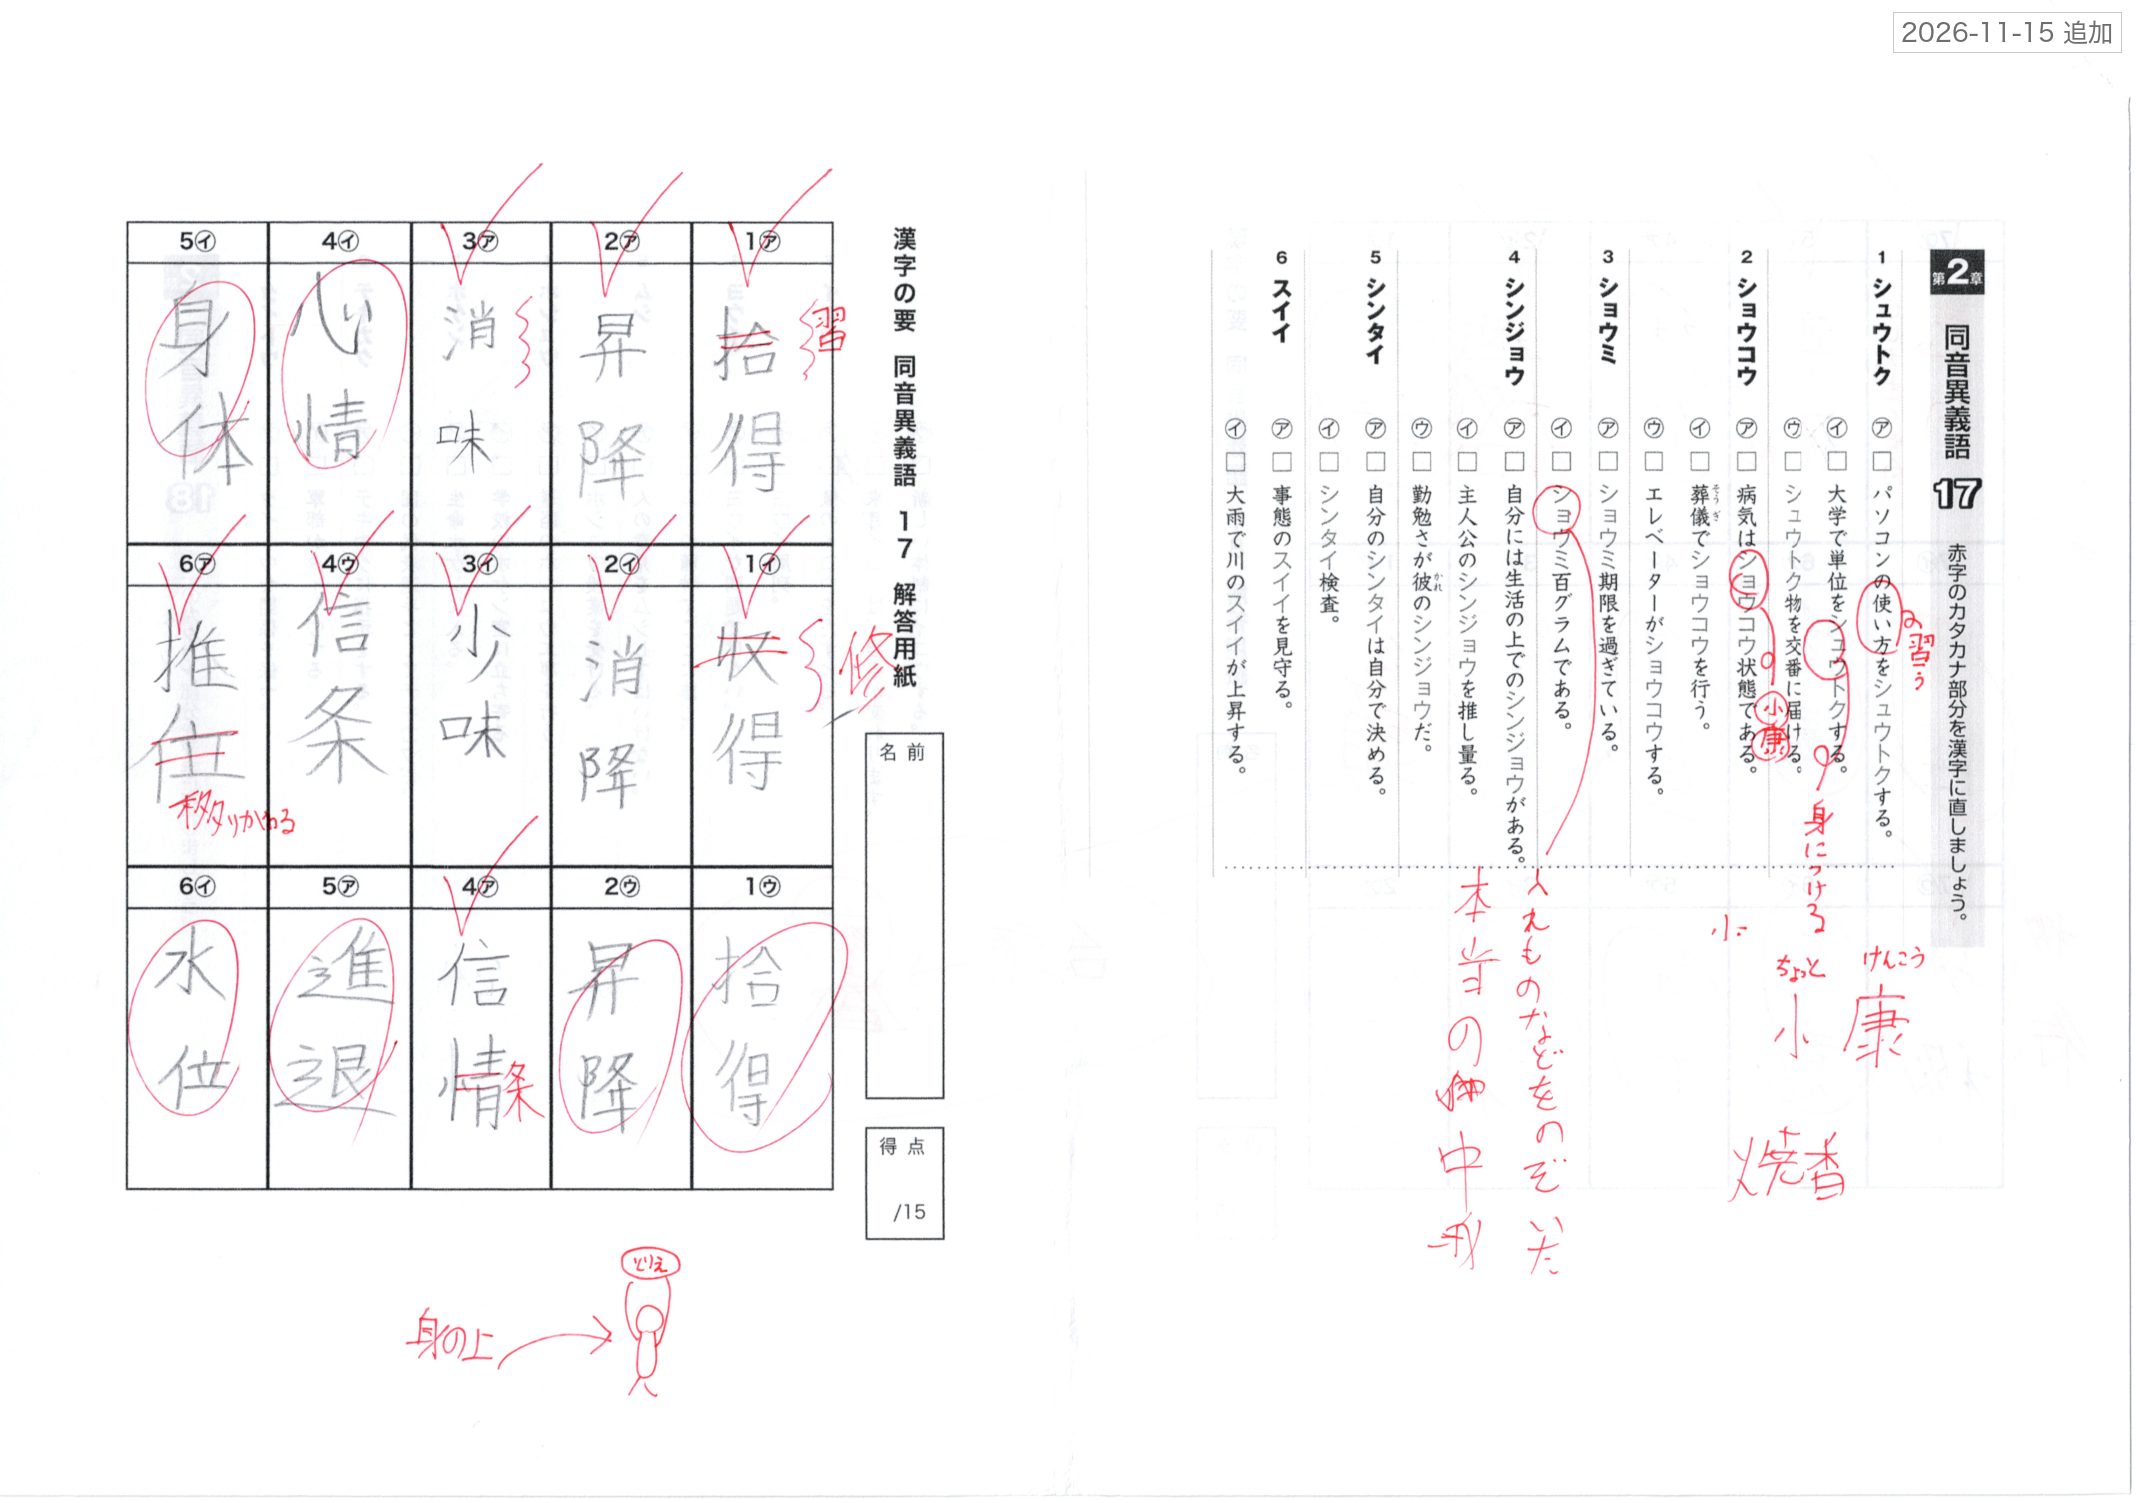 2026-11-15 追加
第2章 同音異義語 17 赤字のカタカナ部分を漢字に直しましょう。
1 シュウトク
㋐ □ パソコンの使い方をシュウトクする。
の習う
㋑ □ 大学で単位をシュウトクする。
身につける
㋒ □ シュウトク物を交番に届ける。
2 ショウコウ
㋐ □ 病気はショウコウ状態である。
小康
㋑ □ 葬儀でショウコウを行う。
そうぎ
㋒ □ エレベーターがショウコウする。
3 ショウミ
㋐ □ ショウミ期限を過ぎている。
㋑ □ ショウミ百グラムである。
4 シンジョウ
㋐ □ 自分には生活の上でのシンジョウがある。
㋑ □ 主人公のシンジョウを推し量る。
㋒ □ 勤勉さが彼のシンジョウだ。
かれ
5 シンタイ
㋐ □ 自分のシンタイは自分で決める。
㋑ □ シンタイ検査。
6 スイイ
㋐ □ 事態のスイイを見守る。
㋑ □ 大雨で川のスイイが上昇する。
小
けんこう
康
ちょっと
小
焼香
入えものなどをのぞいた
本当の中身
漢字の要 同音異義語 17 解答用紙
名前
得点
/15
1㋐
拾得
習
2㋐
昇降
3㋐
消味
4㋑
心情
5㋑
身体
1㋑
収得
修
2㋑
消降
3㋑
少味
4㋒
信条
6㋐
推位
移りかわる
1㋒
拾得
2㋒
昇降
4㋐
信情
条
5㋐
進退
6㋑
水位
身の上